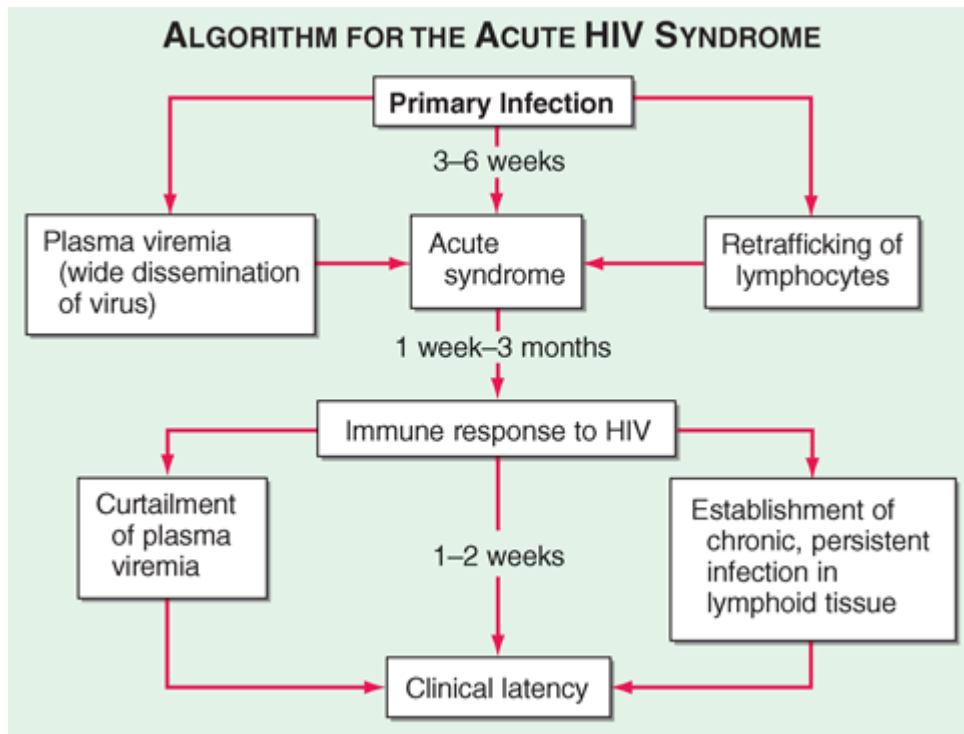 ALGORITHM FOR THE ACUTE HIV SYNDROME
Primary Infection
3–6 weeks
Plasma viremia
(wide dissemination
of virus)
Acute
syndrome
Retrafficking of
lymphocytes
1 week–3 months
Immune response to HIV
Curtailment
of plasma
viremia
1–2 weeks
Establishment of
chronic, persistent
infection in
lymphoid tissue
Clinical latency